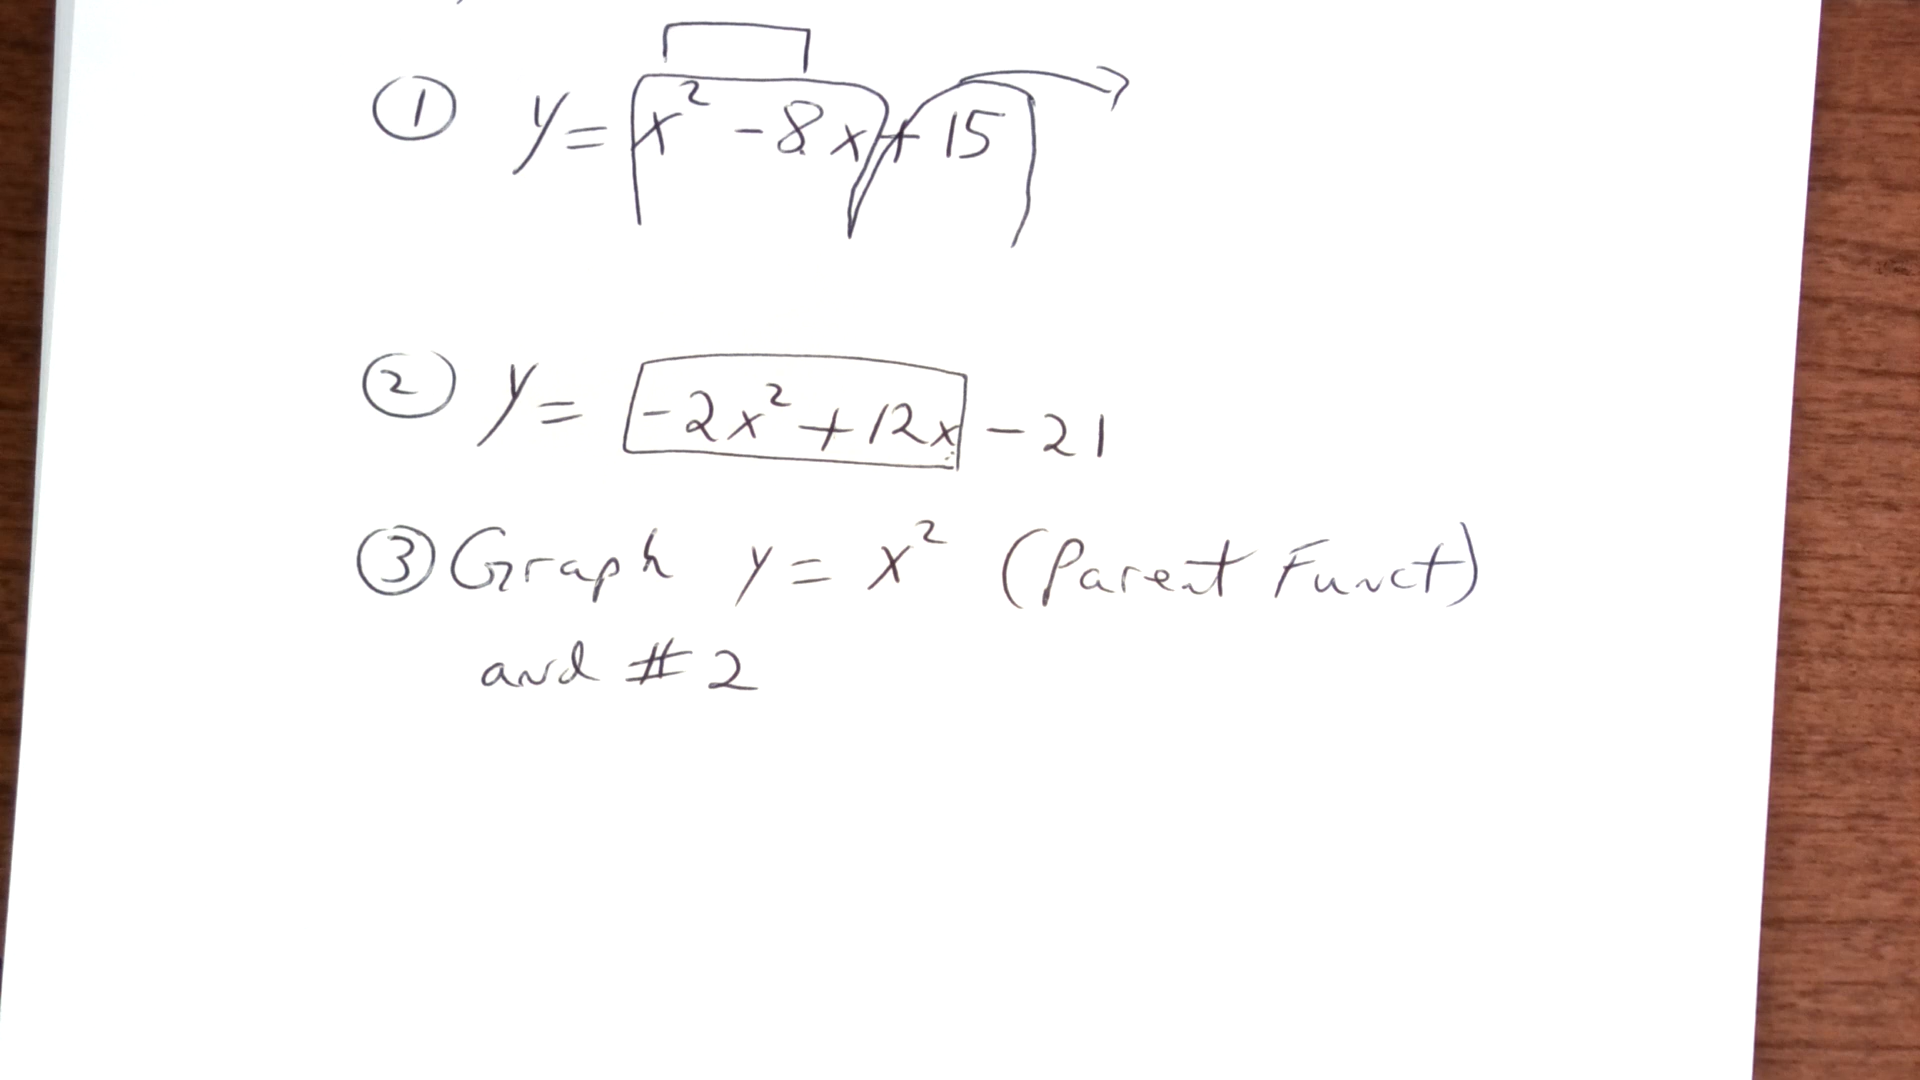 ① y = x² - 8x + 15
② y = -2x² + 12x - 21
③ Graph y = x² (Parent Funct)
and # 2